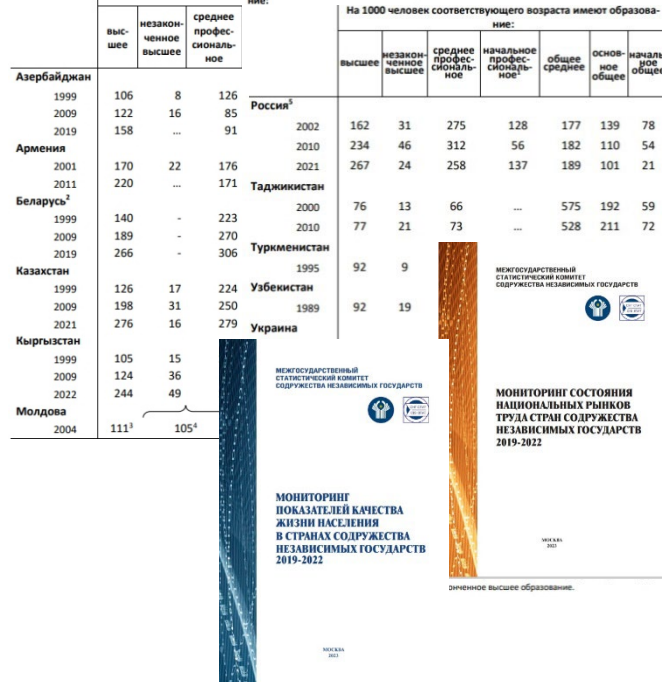 ние:
На 1000 человек соответствующего возраста имеют образова-
ние:
выс-
шее
незакон-
ченное
высшее
среднее
профес-
сиональ-
ное
высшее
незакон-
ченное
высшее
среднее
профес-
сиональ-
ное
начальное
профес-
сиональ-
ное¹
общее
среднее
основ-
ное
общее
началь
ное
общее
Азербайджан
1999 106 8 126
2009 122 16 85
2019 158 ... 91
Армения
2001 170 22 176
2011 220 ... 171
Беларусь²
1999 140 - 223
2009 189 - 270
2019 266 - 306
Казахстан
1999 126 17 224
2009 198 31 250
2021 276 16 279
Кыргызстан
1999 105 15
2009 124 36
2022 244 49
Молдова
2004 111³ 105⁴
Россия⁵
2002 162 31 275 128 177 139 78
2010 234 46 312 56 182 110 54
2021 267 24 258 137 189 101 21
Таджикистан
2000 76 13 66 ... 575 192 59
2010 77 21 73 ... 528 211 72
Туркменистан
1995 92 9
Узбекистан
1989 92 19
Украина
МЕЖГОСУДАРСТВЕННЫЙ
СТАТИСТИЧЕСКИЙ КОМИТЕТ
СОДРУЖЕСТВА НЕЗАВИСИМЫХ ГОСУДАРСТВ
МОНИТОРИНГ СОСТОЯНИЯ
НАЦИОНАЛЬНЫХ РЫНКОВ
ТРУДА СТРАН СОДРУЖЕСТВА
НЕЗАВИСИМЫХ ГОСУДАРСТВ
2019-2022
МОСКВА
2023
онченное высшее образование.
МЕЖГОСУДАРСТВЕННЫЙ
СТАТИСТИЧЕСКИЙ КОМИТЕТ
СОДРУЖЕСТВА НЕЗАВИСИМЫХ ГОСУДАРСТВ
МОНИТОРИНГ
ПОКАЗАТЕЛЕЙ КАЧЕСТВА
ЖИЗНИ НАСЕЛЕНИЯ
В СТРАНАХ СОДРУЖЕСТВА
НЕЗАВИСИМЫХ ГОСУДАРСТВ
2019-2022
МОСКВА
2023